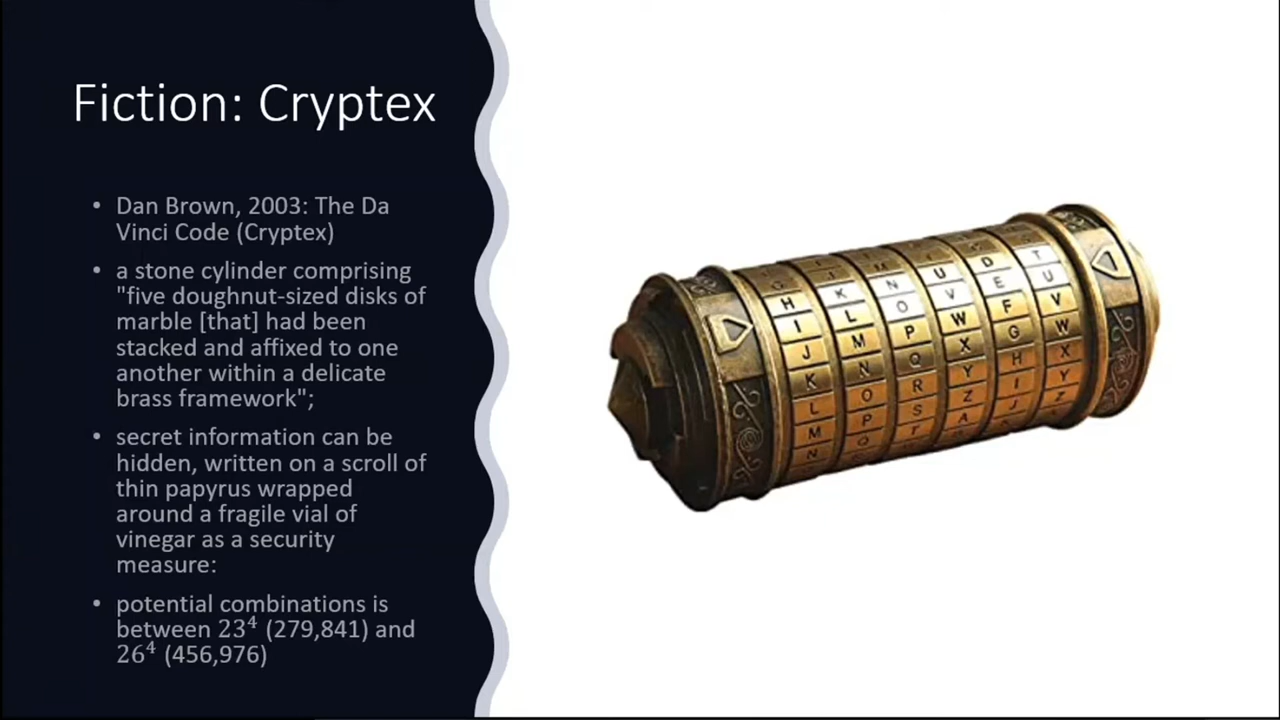 Fiction: Cryptex
• Dan Brown, 2003: The Da
Vinci Code (Cryptex)
• a stone cylinder comprising
"five doughnut-sized disks of
marble [that] had been
stacked and affixed to one
another within a delicate
brass framework";
• secret information can be
hidden, written on a scroll of
thin papyrus wrapped
around a fragile vial of
vinegar as a security
measure:
• potential combinations is
between 23⁴ (279,841) and
26⁴ (456,976)
H
I
J
K
L
M
N
K
L
M
N
O
P
N
O
P
Q
R
S
T
U
V
W
X
Y
Z
A
D
E
F
G
H
I
J
T
U
V
W
X
Y
Z